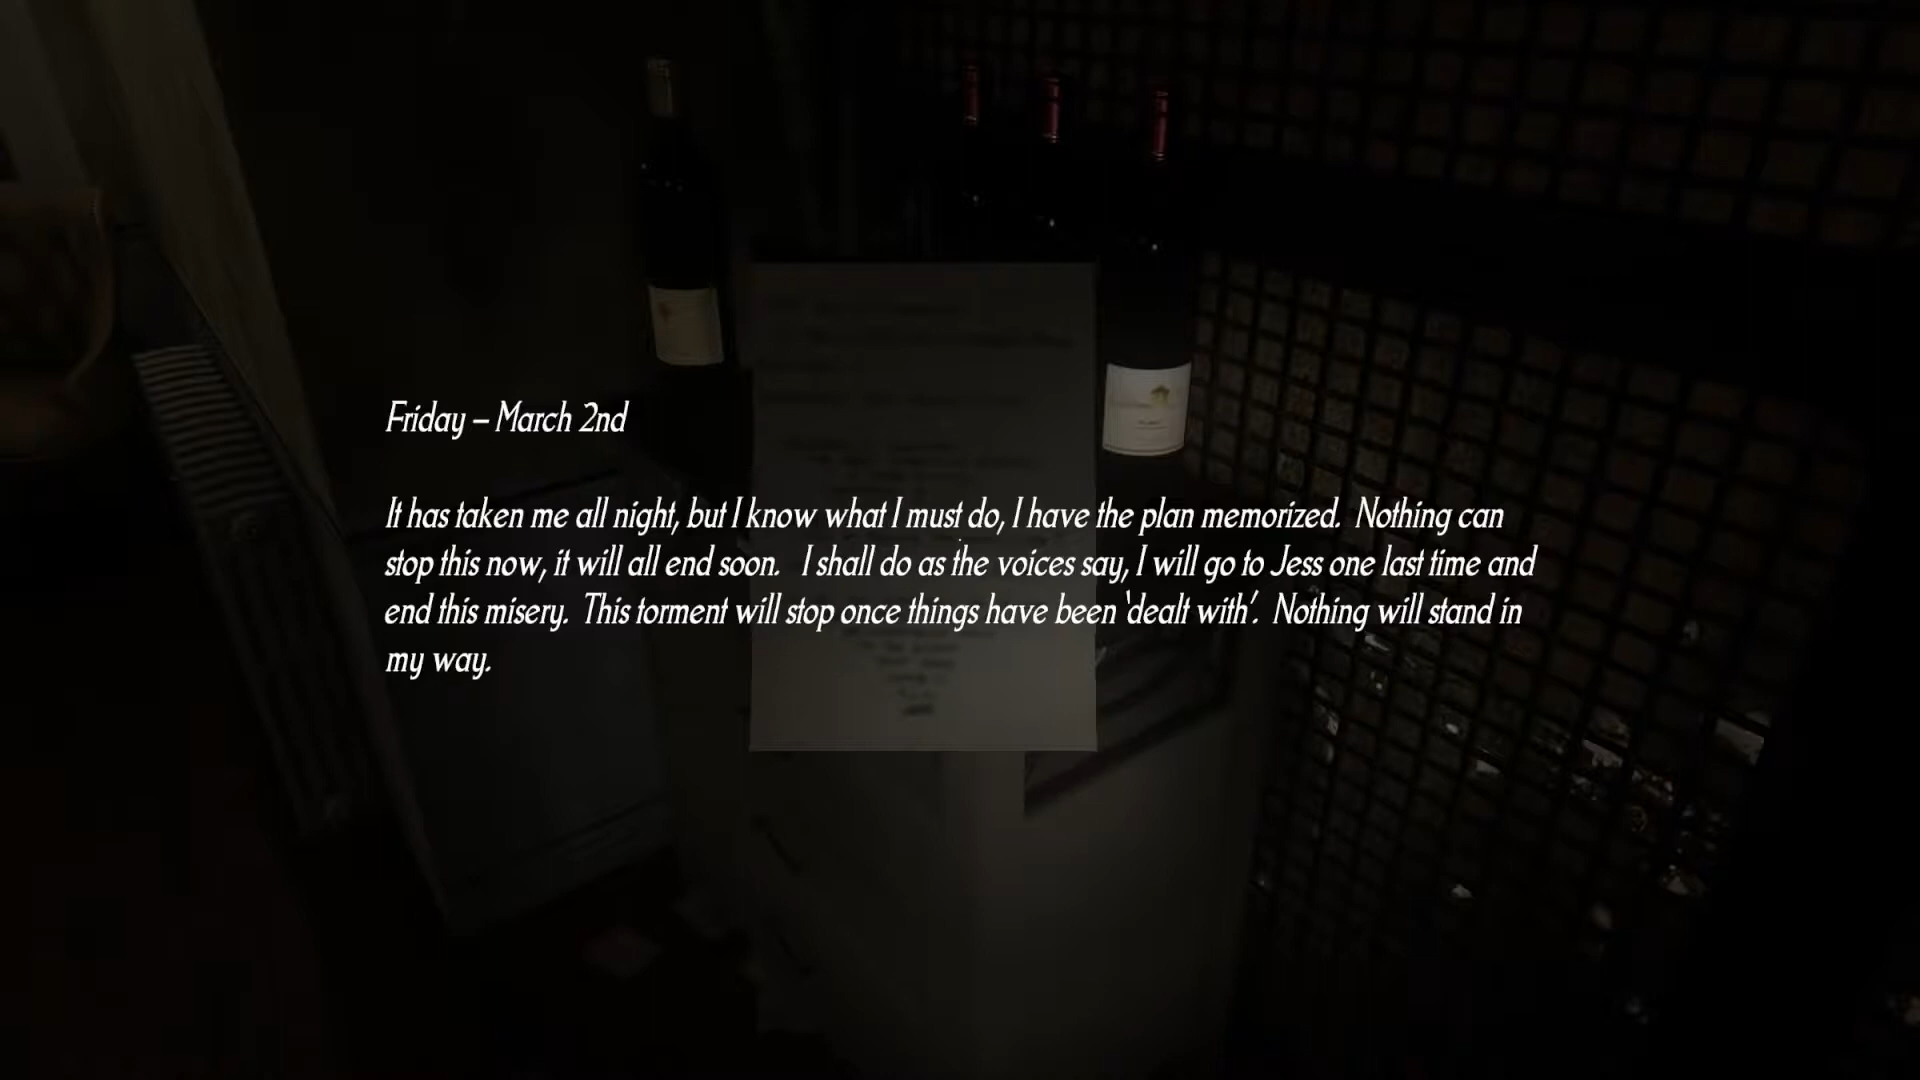 Friday – March 2nd
It has taken me all night, but I know what I must do, I have the plan memorized.  Nothing can
stop this now, it will all end soon.   I shall do as the voices say, I will go to Jess one last time and
end this misery.  This torment will stop once things have been ‘dealt with’.  Nothing will stand in
my way.